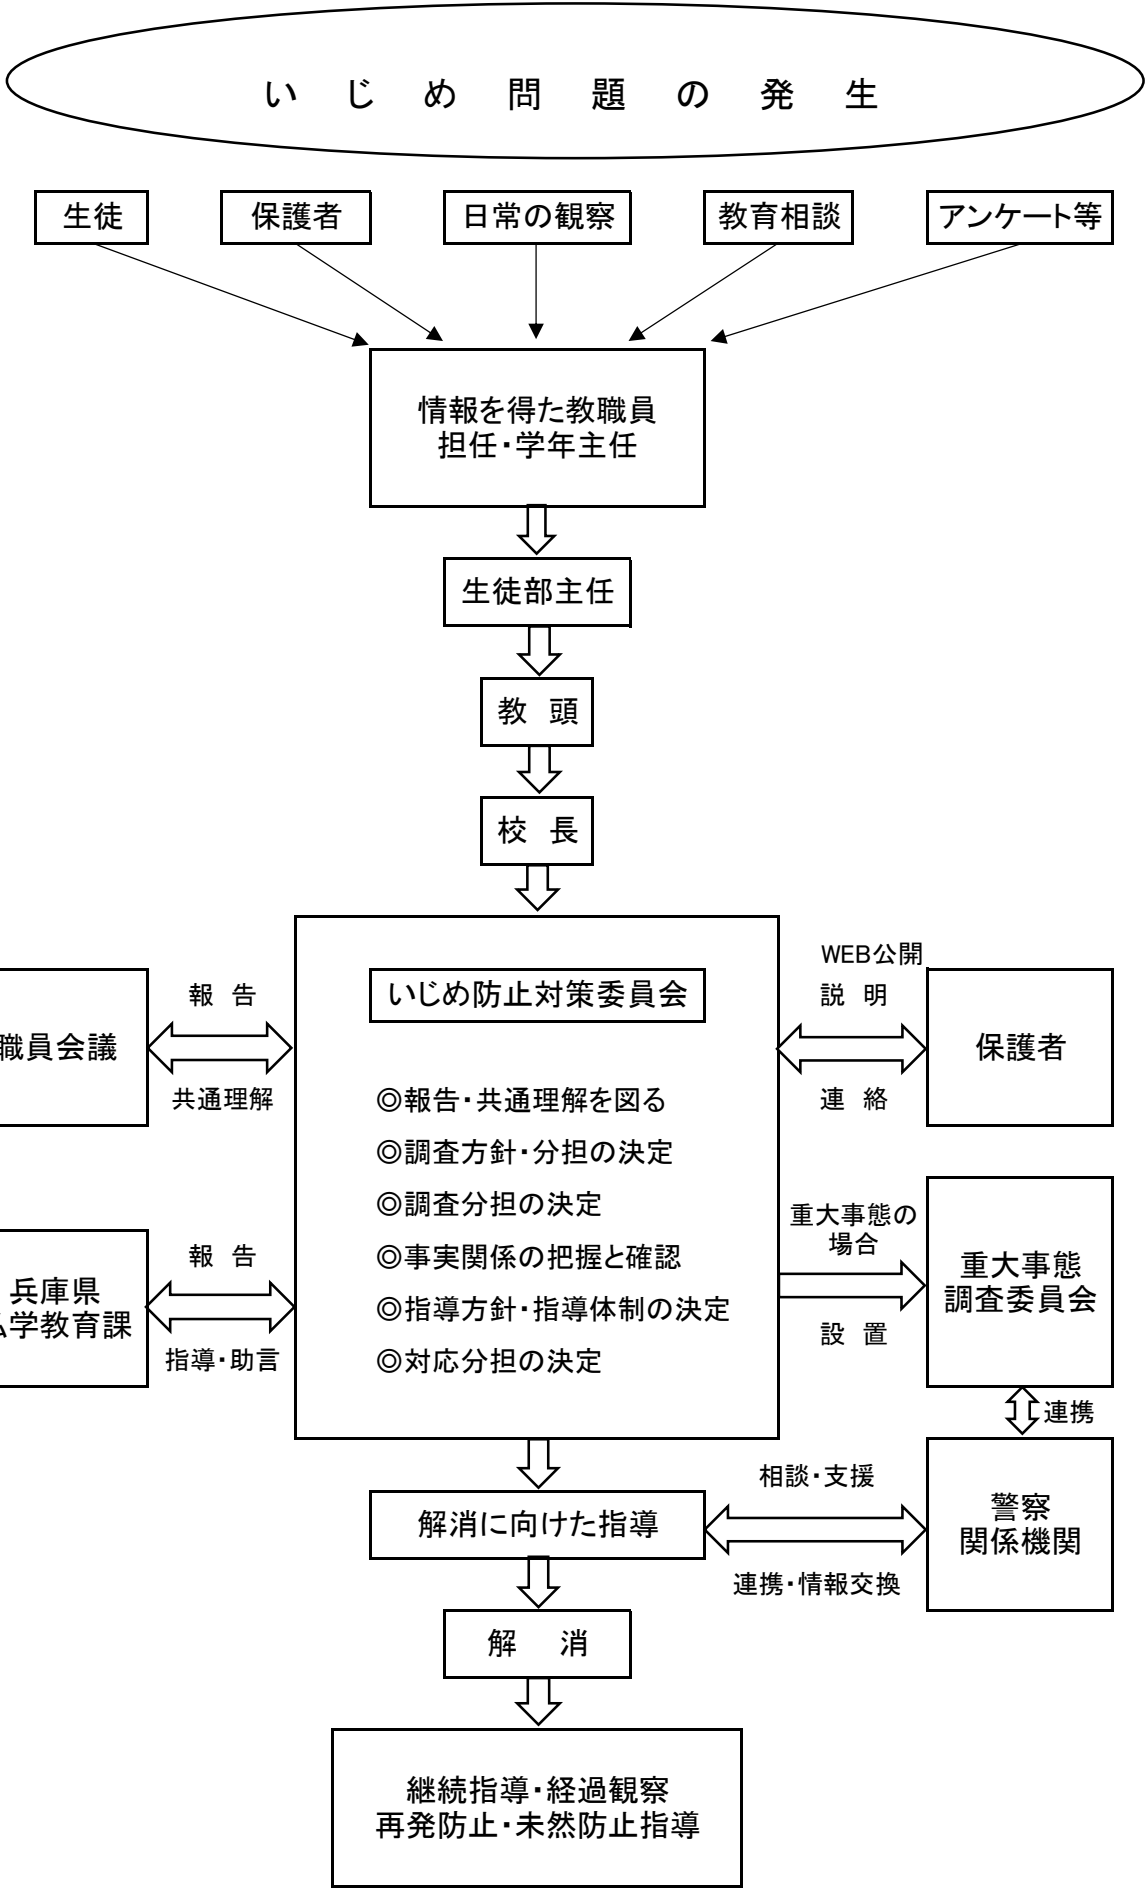 いじめ問題の発生
生徒
保護者
日常の観察
教育相談
アンケート等
情報を得た教職員
担任・学年主任
生徒部主任
教 頭
校 長
いじめ防止対策委員会
◎報告・共通理解を図る
◎調査方針・分担の決定
◎調査分担の決定
◎事実関係の把握と確認
◎指導方針・指導体制の決定
◎対応分担の決定
職員会議
報 告
共通理解
兵庫県
学教育課
報 告
指導・助言
WEB公開
説 明
連 絡
保護者
重大事態の
場合
設 置
重大事態
調査委員会
連携
警察
関係機関
相談・支援
連携・情報交換
解消に向けた指導
解 消
継続指導・経過観察
再発防止・未然防止指導